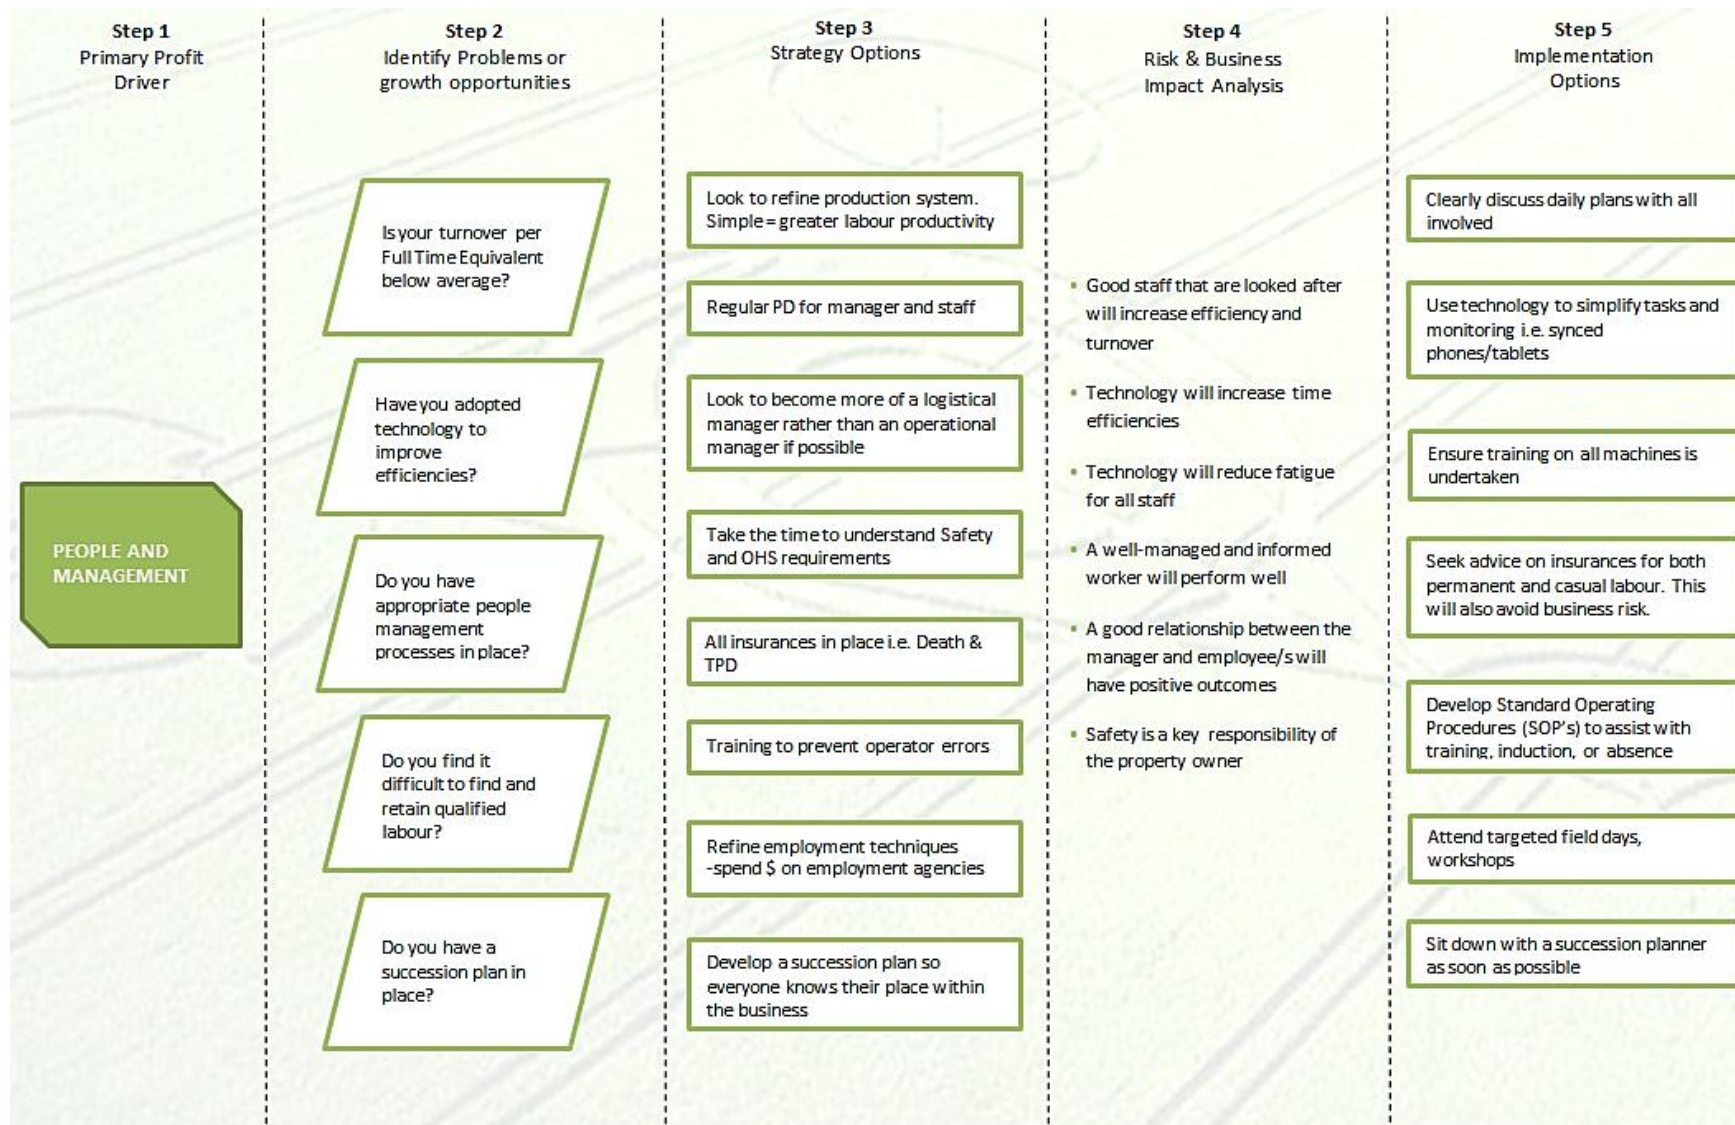 Step 1
Primary Profit
Driver
Step 2
Identify Problems or
growth opportunities
Step 3
Strategy Options
Step 4
Risk & Business
Impact Analysis
Step 5
Implementation
Options
PEOPLE AND
MANAGEMENT
Is your turnover per
Full Time Equivalent
below average?
Have you adopted
technology to
improve
efficiencies?
Do you have
appropriate people
management
processes in place?
Do you find it
difficult to find and
retain qualified
labour?
Do you have a
succession plan in
place?
Look to refine production system.
Simple = greater labour productivity
Regular PD for manager and staff
Look to become more of a logistical
manager rather than an operational
manager if possible
Take the time to understand Safety
and OHS requirements
All insurances in place i.e. Death &
TPD
Training to prevent operator errors
Refine employment techniques
-spend $ on employment agencies
Develop a succession plan so
everyone knows their place within
the business
• Good staff that are looked after
will increase efficiency and
turnover
• Technology will increase time
efficiencies
• Technology will reduce fatigue
for all staff
• A well-managed and informed
worker will perform well
• A good relationship between the
manager and employee/s will
have positive outcomes
• Safety is a key responsibility of
the property owner
Clearly discuss daily plans with all
involved
Use technology to simplify tasks and
monitoring i.e. synced
phones/tablets
Ensure training on all machines is
undertaken
Seek advice on insurances for both
permanent and casual labour. This
will also avoid business risk.
Develop Standard Operating
Procedures (SOP's) to assist with
training, induction, or absence
Attend targeted field days,
workshops
Sit down with a succession planner
as soon as possible